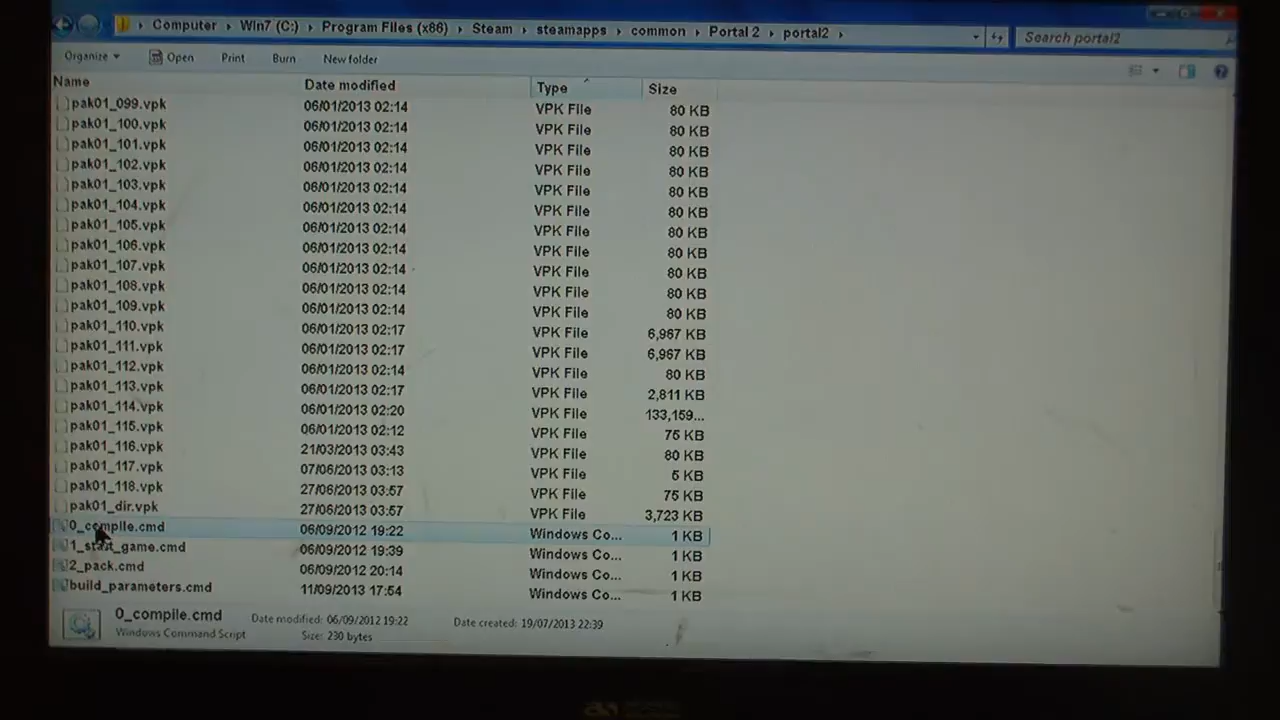 Computer Win7 (C:) Program Files (x86) Steam steamapps common Portal 2 portal2 Search portal2
Organize Open Print Burn New folder
Name Date modified Type Size
pak01_099.vpk 06/01/2013 02:14 VPK File 80 KB
pak01_100.vpk 06/01/2013 02:14 VPK File 80 KB
pak01_101.vpk 06/01/2013 02:14 VPK File 80 KB
pak01_102.vpk 06/01/2013 02:14 VPK File 80 KB
pak01_103.vpk 06/01/2013 02:14 VPK File 80 KB
pak01_104.vpk 06/01/2013 02:14 VPK File 80 KB
pak01_105.vpk 06/01/2013 02:14 VPK File 80 KB
pak01_106.vpk 06/01/2013 02:14 VPK File 80 KB
pak01_107.vpk 06/01/2013 02:14 VPK File 80 KB
pak01_108.vpk 06/01/2013 02:14 VPK File 80 KB
pak01_109.vpk 06/01/2013 02:14 VPK File 80 KB
pak01_110.vpk 06/01/2013 02:17 VPK File 6,967 KB
pak01_111.vpk 06/01/2013 02:17 VPK File 6,967 KB
pak01_112.vpk 06/01/2013 02:14 VPK File 80 KB
pak01_113.vpk 06/01/2013 02:17 VPK File 2,811 KB
pak01_114.vpk 06/01/2013 02:20 VPK File 133,159...
pak01_115.vpk 06/01/2013 02:12 VPK File 75 KB
pak01_116.vpk 21/03/2013 03:43 VPK File 80 KB
pak01_117.vpk 07/06/2013 03:13 VPK File 5 KB
pak01_118.vpk 27/06/2013 03:57 VPK File 75 KB
pak01_dir.vpk 27/06/2013 03:57 VPK File 3,723 KB
0_compile.cmd 06/09/2012 19:22 Windows Co... 1 KB
1_start_game.cmd 06/09/2012 19:39 Windows Co... 1 KB
2_pack.cmd 06/09/2012 20:14 Windows Co... 1 KB
build_parameters.cmd 11/09/2013 17:54 Windows Co... 1 KB
0_compile.cmd Date modified: 06/09/2012 19:22 Date created: 19/07/2013 22:39
Windows Command Script Size: 230 bytes